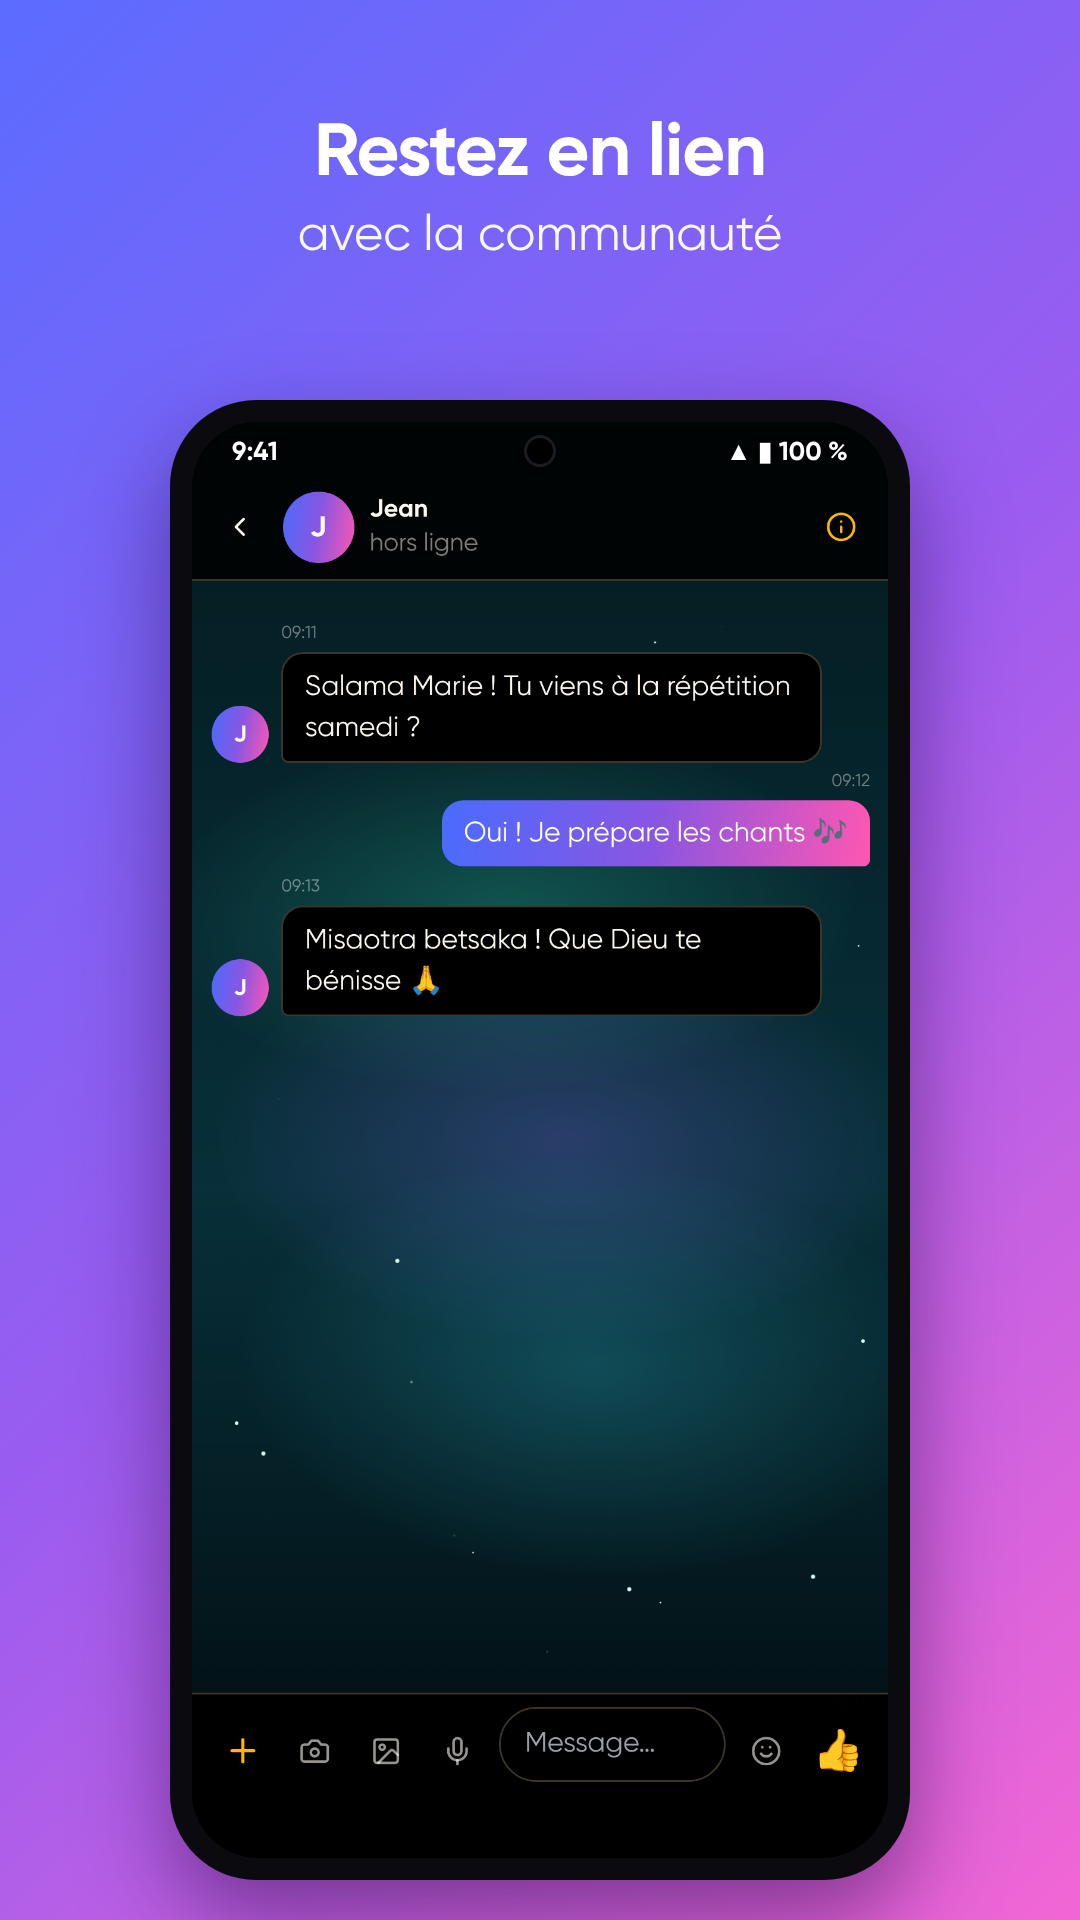 Restez en lien
avec la communauté
9:41
100 %
J
Jean
hors ligne
09:11
Salama Marie ! Tu viens à la répétition
samedi ?
J
09:12
Oui ! Je prépare les chants 🎶
09:13
Misaotra betsaka ! Que Dieu te
bénisse 🙏
J
Message...